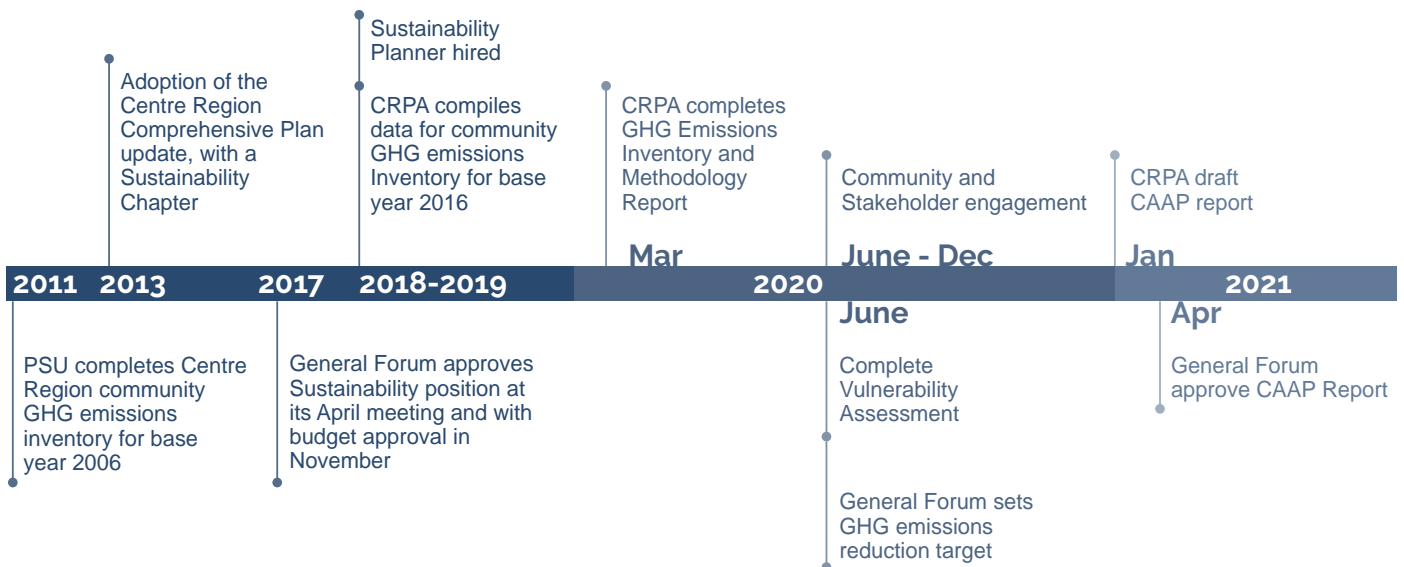 Sustainability
Planner hired
Adoption of the
Centre Region
Comprehensive Plan
update, with a
Sustainability
Chapter
CRPA compiles
data for community
GHG emissions
Inventory for base
year 2016
CRPA completes
GHG Emissions
Inventory and
Methodology
Report
Community and
Stakeholder engagement
CRPA draft
CAAP report
Mar
June - Dec
Jan
2011 2013 2017 2018-2019 2020 2021
June
Apr
PSU completes Centre
Region community
GHG emissions
inventory for base
year 2006
General Forum approves
Sustainability position at
its April meeting and with
budget approval in
November
Complete
Vulnerability
Assessment
General Forum
approve CAAP Report
General Forum sets
GHG emissions
reduction target